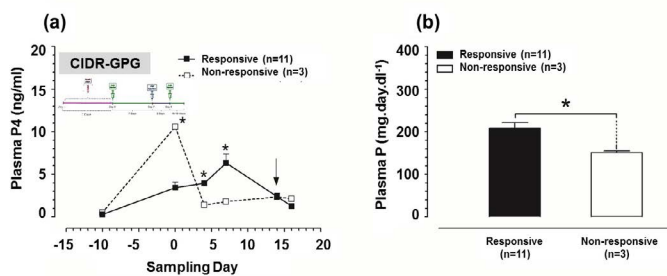 (a)
Plasma P4 (ng/ml)
20
15
10
5
0
CIDR-GPG
Responsive (n=11)
Non-responsive (n=3)
*
*
*
-15
-10
-5
0
5
10
15
20
Sampling Day
(b)
Plasma P (mg.day.dl-1)
400
300
200
100
0
Responsive (n=11)
Non-responsive (n=3)
*
Responsive
(n=11)
Non-responsive
(n=3)